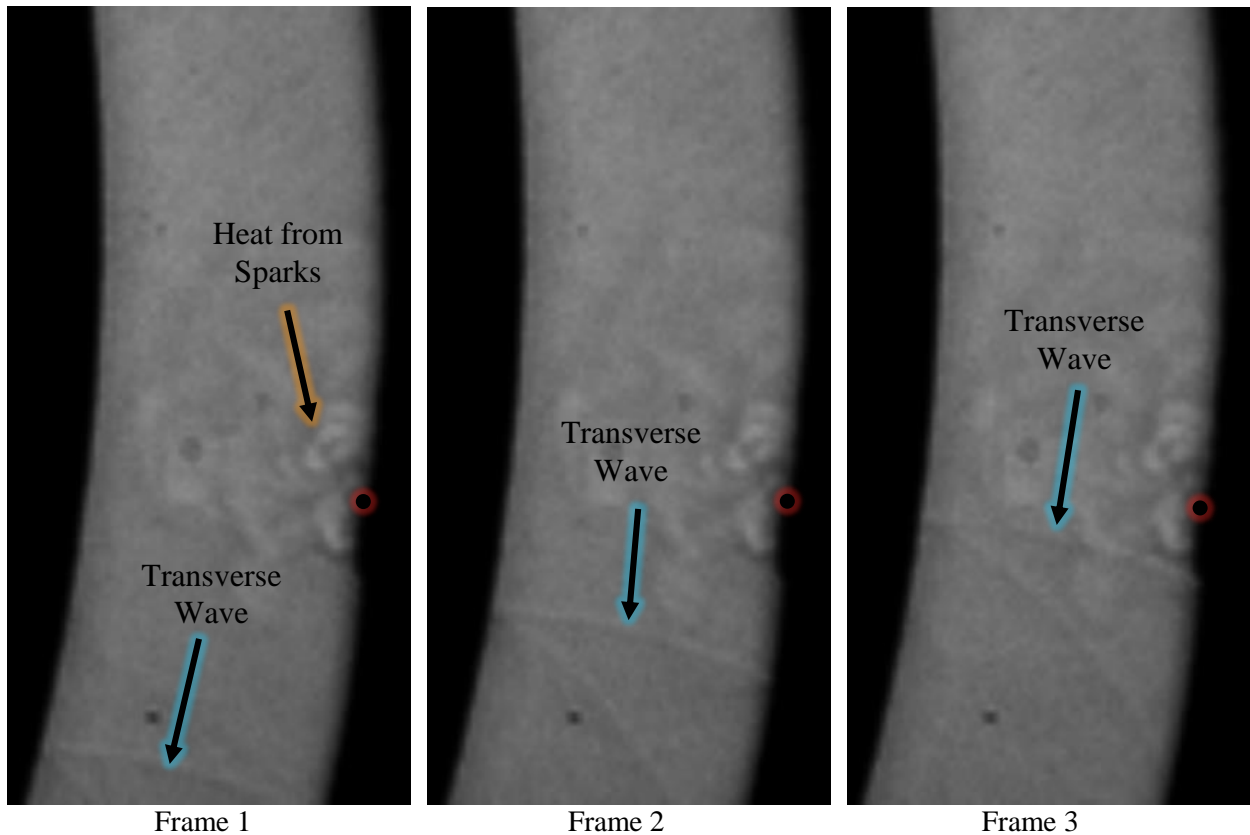 Heat from
Sparks
Transverse
Wave
Transverse
Wave
Transverse
Wave
Frame 1
Frame 2
Frame 3